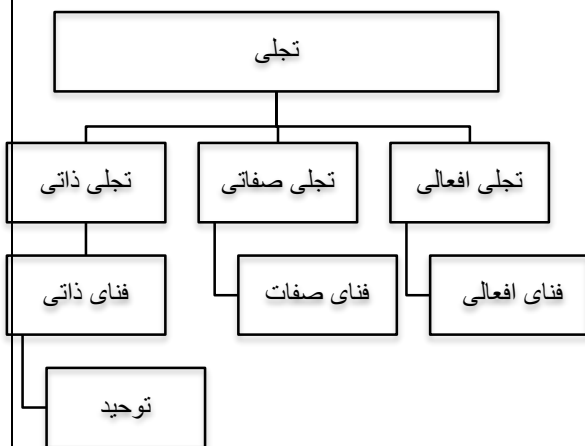 تجلی
تجلی افعالی
تجلی صفاتی
تجلی ذاتی
فنای افعالی
فنای صفات
فنای ذاتی
توحید